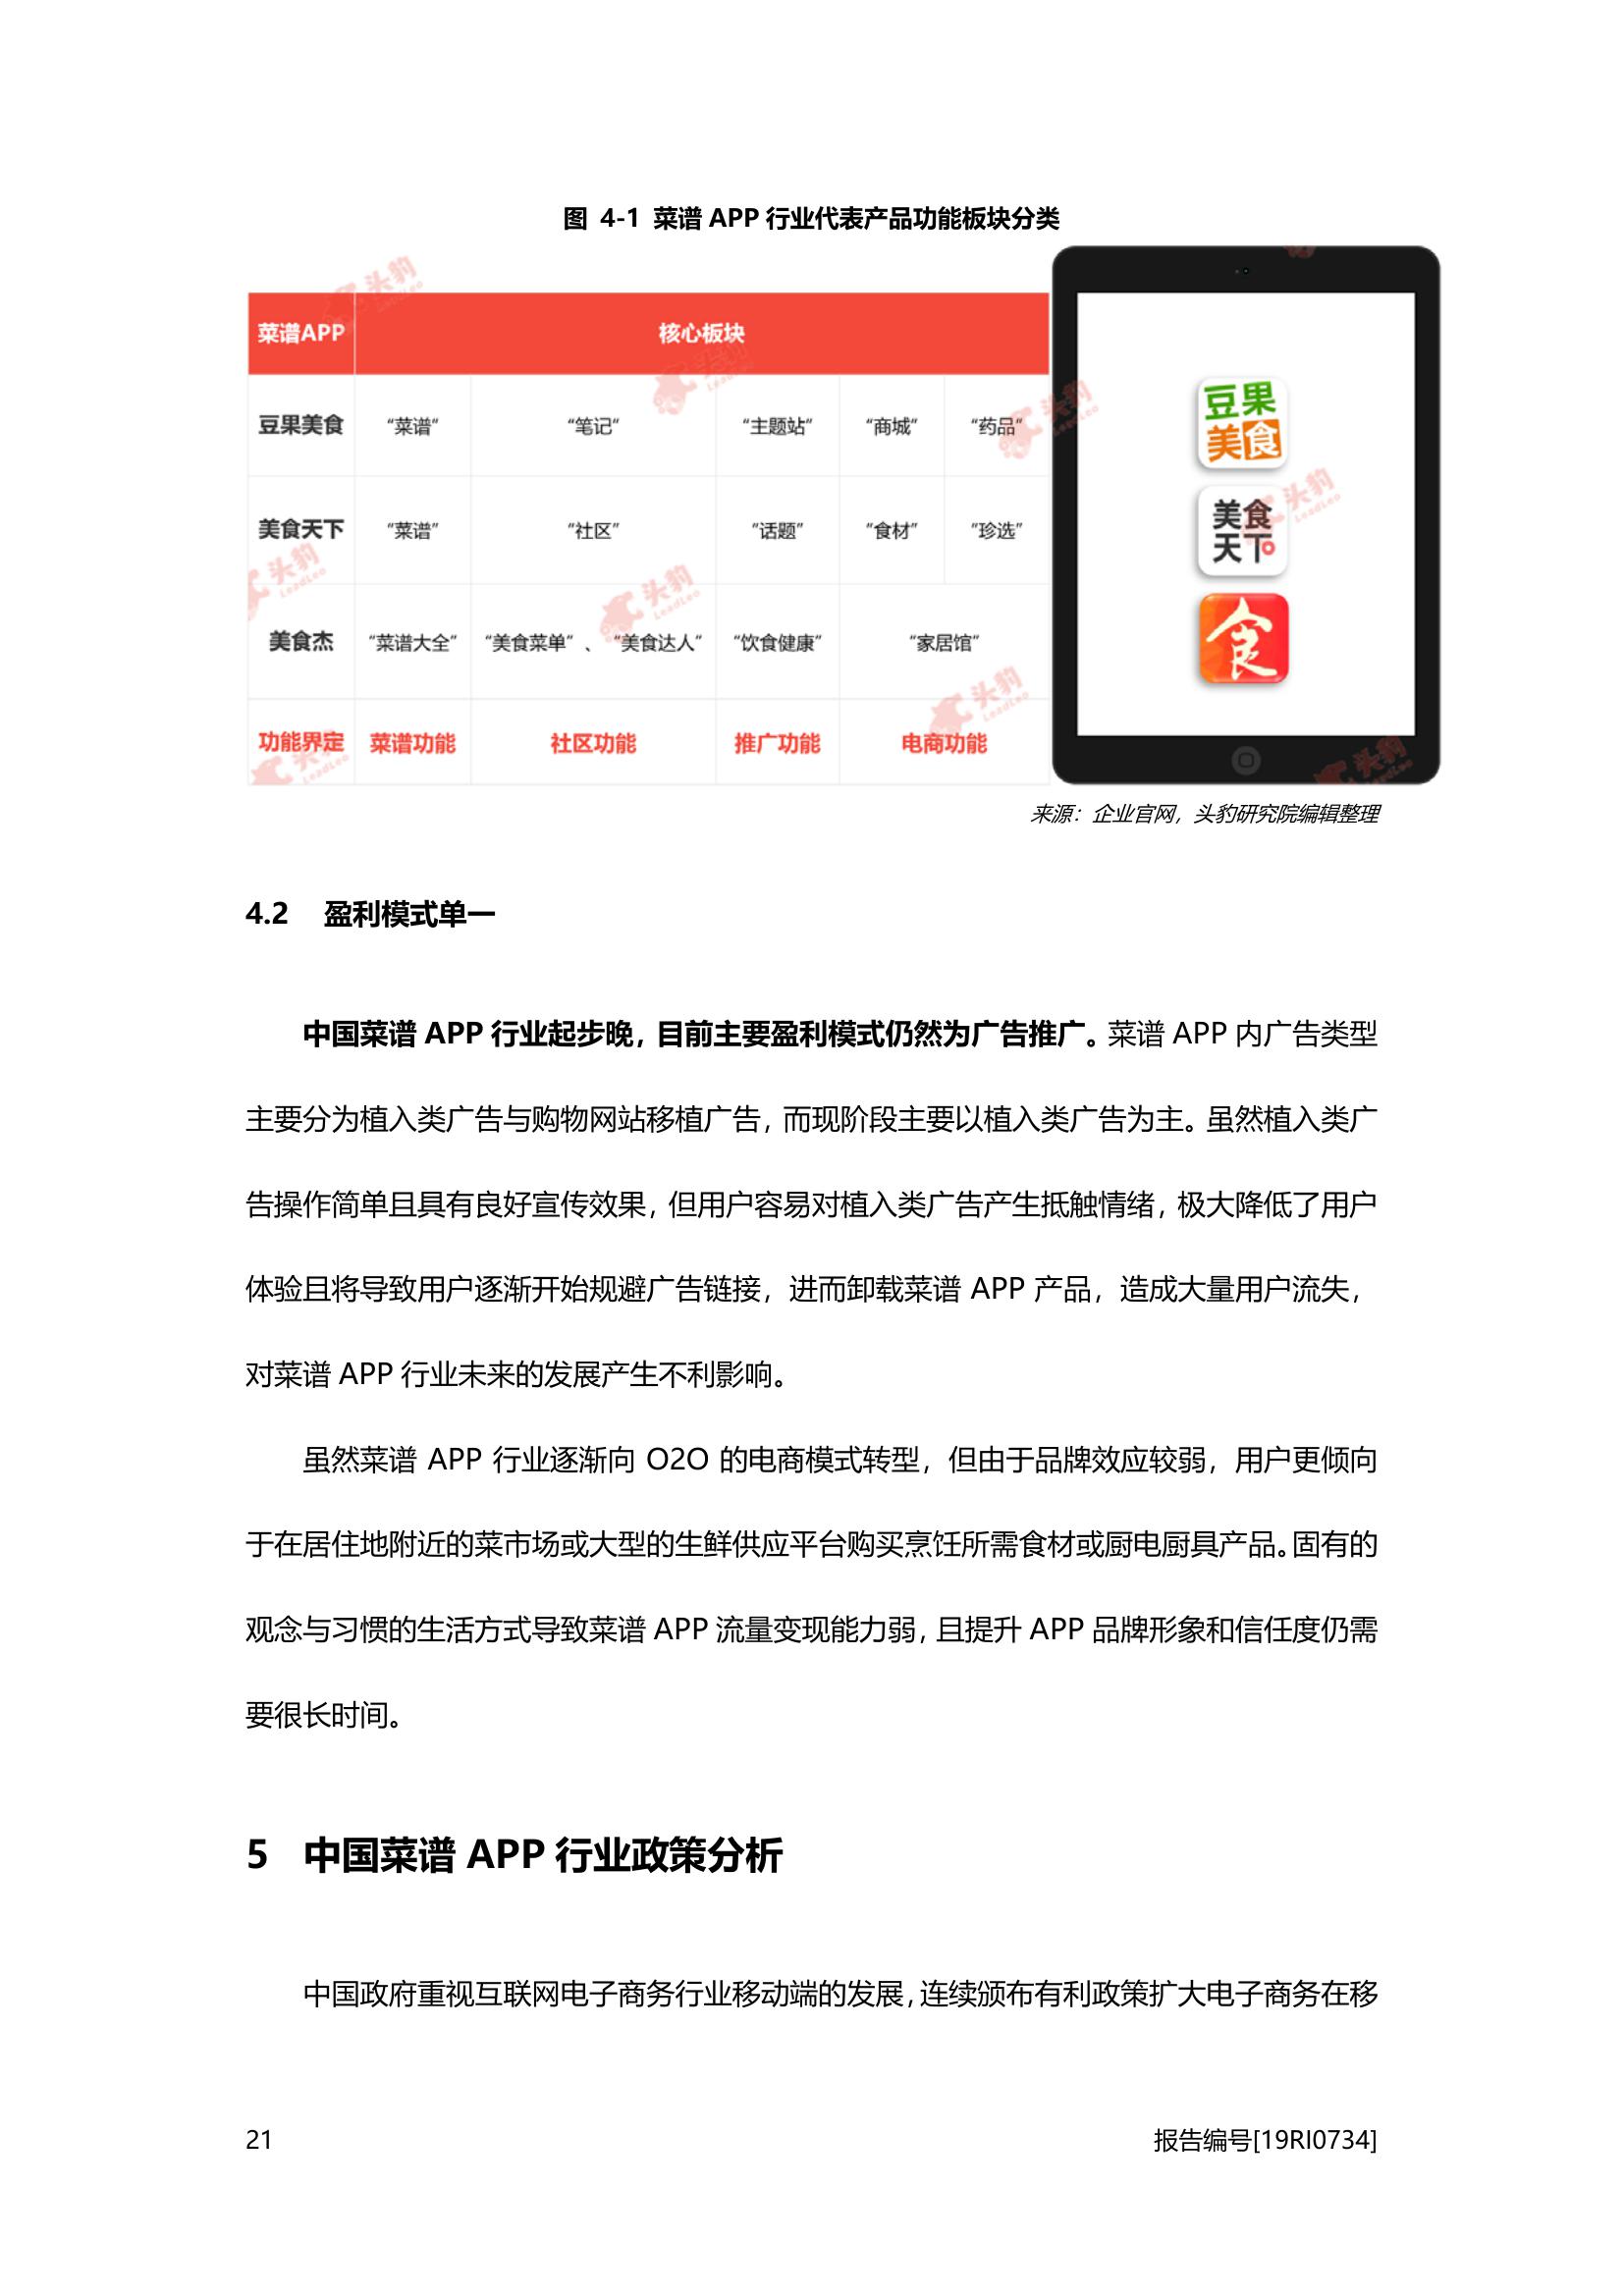 图 4-1 菜谱 APP 行业代表产品功能板块分类
菜谱APP 核心板块
豆果美食 “菜谱” “笔记” “主题站” “商城” “药品”
美食天下 “菜谱” “社区” “话题” “食材” “珍选”
美食杰 “菜谱大全” “美食菜单”、“美食达人” “饮食健康” “家居馆”
功能界定 菜谱功能 社区功能 推广功能 电商功能
豆果
美食
美食
天下
食
头豹
LeadLeo
来源：企业官网，头豹研究院编辑整理
4.2 盈利模式单一
中国菜谱 APP 行业起步晚，目前主要盈利模式仍然为广告推广。菜谱 APP 内广告类型
主要分为植入类广告与购物网站移植广告，而现阶段主要以植入类广告为主。虽然植入类广
告操作简单且具有良好宣传效果，但用户容易对植入类广告产生抵触情绪，极大降低了用户
体验且将导致用户逐渐开始规避广告链接，进而卸载菜谱 APP 产品，造成大量用户流失，
对菜谱 APP 行业未来的发展产生不利影响。
虽然菜谱 APP 行业逐渐向 O2O 的电商模式转型，但由于品牌效应较弱，用户更倾向
于在居住地附近的菜市场或大型的生鲜供应平台购买烹饪所需食材或厨电厨具产品。固有的
观念与习惯的生活方式导致菜谱 APP 流量变现能力弱，且提升 APP 品牌形象和信任度仍需
要很长时间。
5 中国菜谱 APP 行业政策分析
中国政府重视互联网电子商务行业移动端的发展，连续颁布有利政策扩大电子商务在移
21 报告编号[19RI0734]